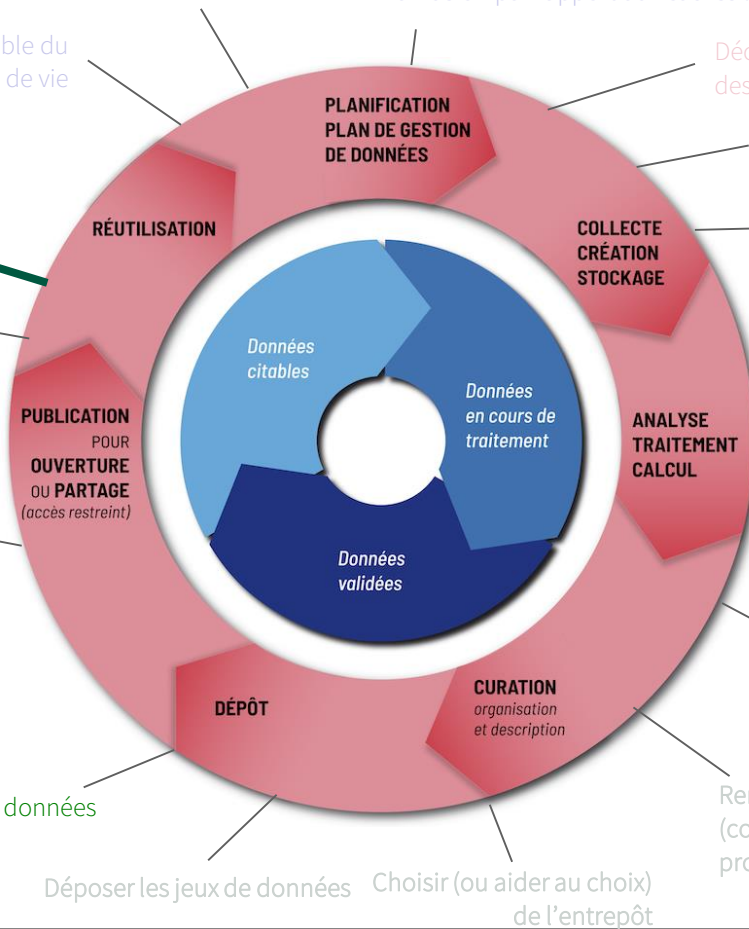 ble du
de vie
Déc
des
PLANIFICATION
PLAN DE GESTION
DE DONNÉES
RÉUTILISATION
COLLECTE
CRÉATION
STOCKAGE
Données
citables
Données
en cours de
traitement
PUBLICATION
POUR
OUVERTURE
OU PARTAGE
(accès restreint)
ANALYSE
TRAITEMENT
CALCUL
Données
validées
CURATION
organisation
et description
DÉPÔT
données
Rer
(co
pro
Déposer les jeux de données
Choisir (ou aider au choix)
de l'entrepôt